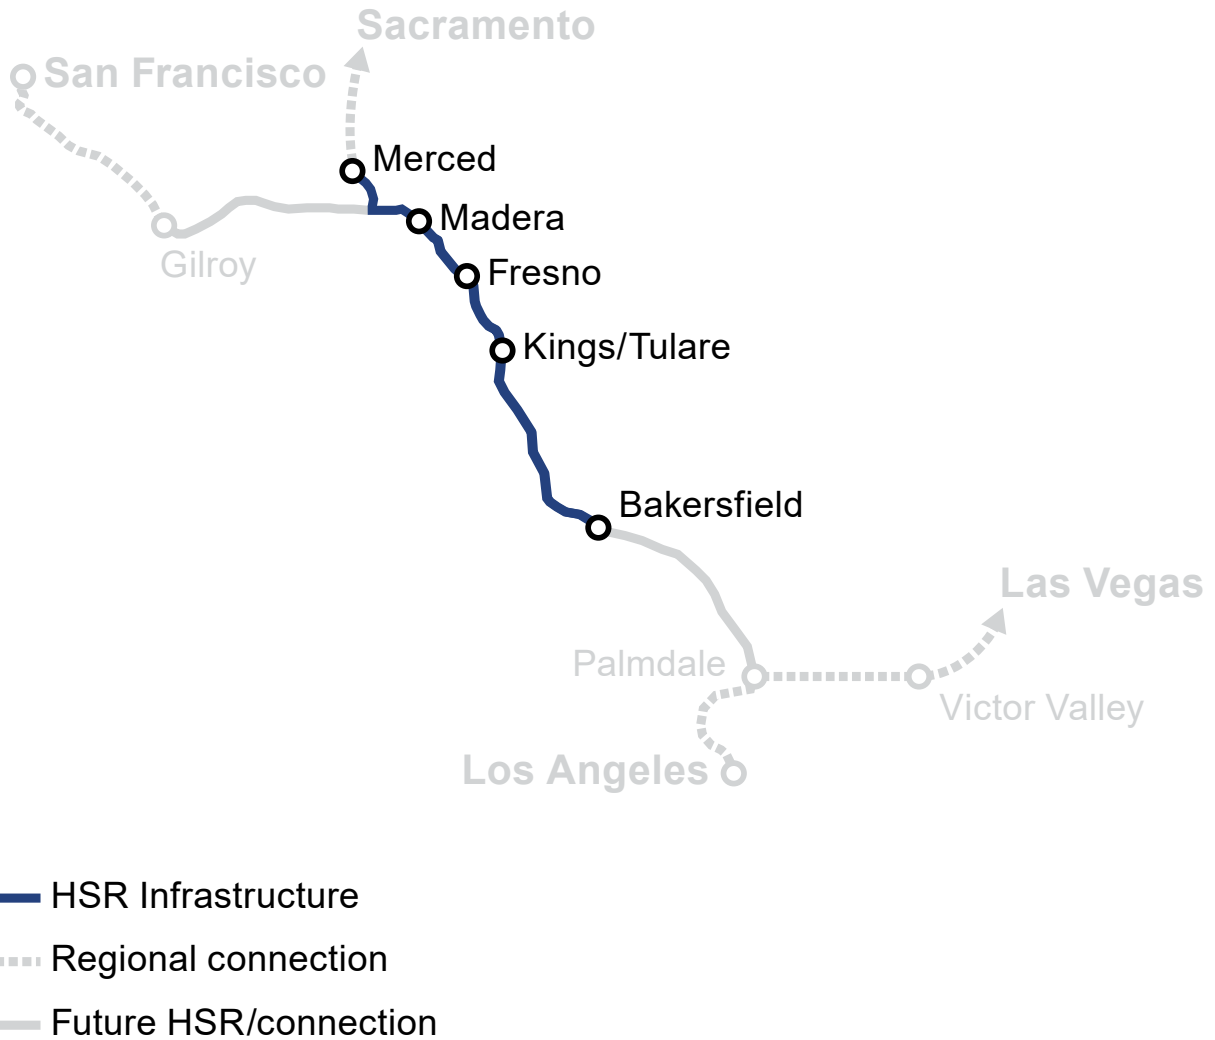 Sacramento
San Francisco
Merced
Madera
Gilroy
Fresno
Kings/Tulare
Bakersfield
Las Vegas
Palmdale
Victor Valley
Los Angeles
HSR Infrastructure
Regional connection
Future HSR/connection